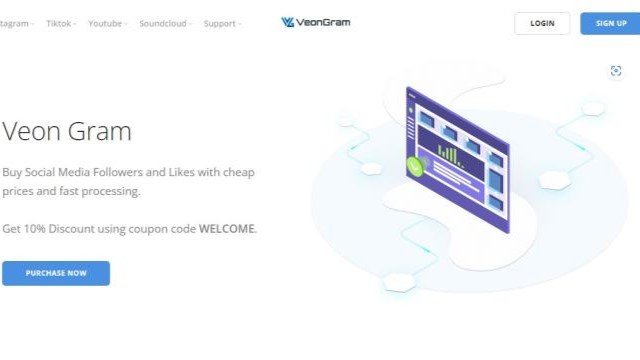 tagram
Tiktok
Youtube
Soundcloud
Support
VeonGram
LOGIN
SIGN UP
Veon Gram
Buy Social Media Followers and Likes with cheap
prices and fast processing.
Get 10% Discount using coupon code WELCOME.
PURCHASE NOW